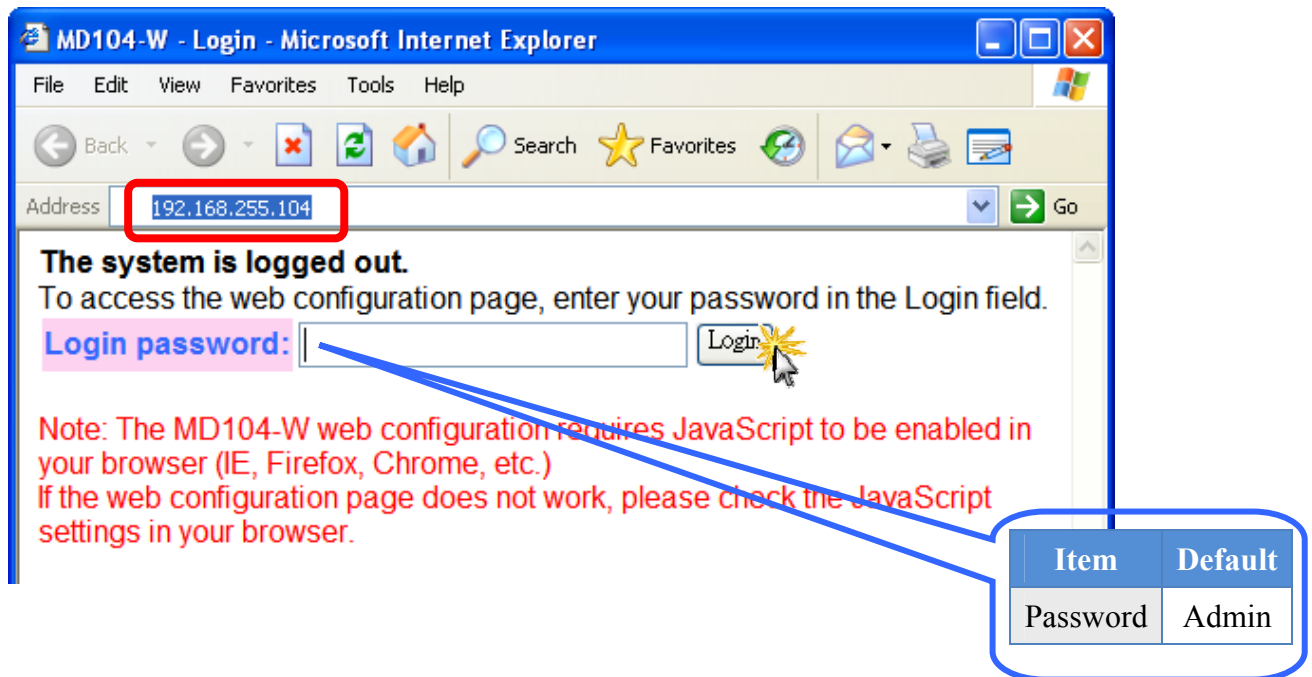 MD104-W - Login - Microsoft Internet Explorer
File Edit View Favorites Tools Help
Back Search Favorites
Address 192.168.255.104 Go
The system is logged out.
To access the web configuration page, enter your password in the Login field.
Login password: Login
Note: The MD104-W web configuration requires JavaScript to be enabled in
your browser (IE, Firefox, Chrome, etc.)
If the web configuration page does not work, please check the JavaScript
settings in your browser.
Item Default
Password Admin